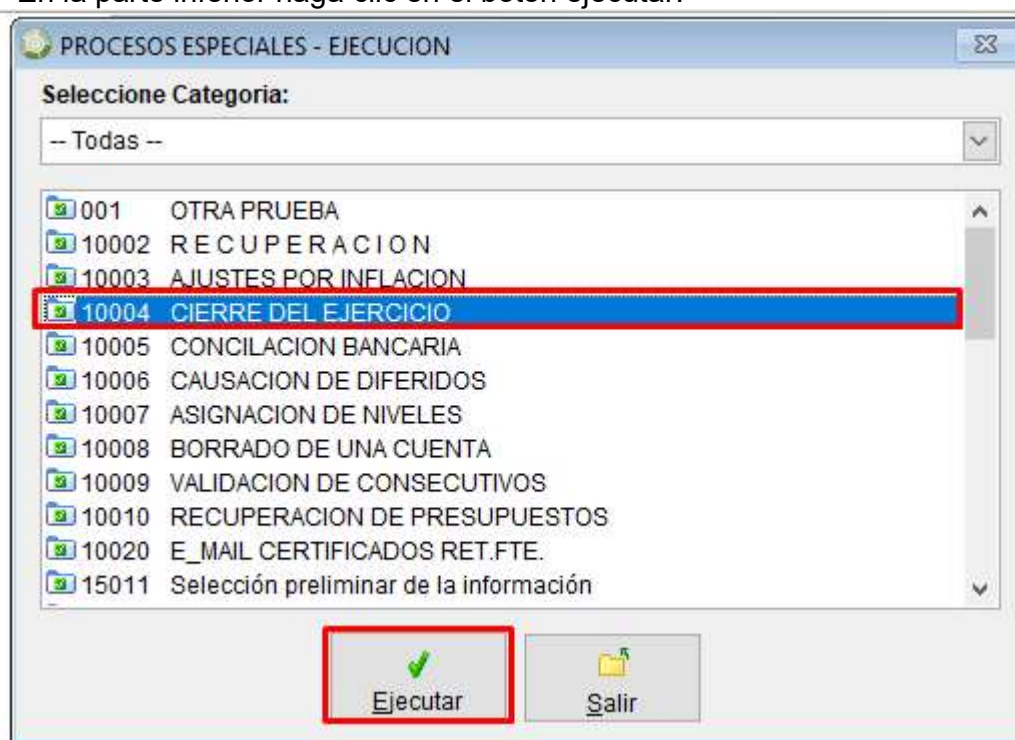 En la parte inferior haga clic en el botón ejecutar.
PROCESOS ESPECIALES - EJECUCION
Seleccione Categoria:
-- Todas --
001 OTRA PRUEBA
10002 R E C U P E R A C I O N
10003 AJUSTES POR INFLACION
10004 CIERRE DEL EJERCICIO
10005 CONCILACION BANCARIA
10006 CAUSACION DE DIFERIDOS
10007 ASIGNACION DE NIVELES
10008 BORRADO DE UNA CUENTA
10009 VALIDACION DE CONSECUTIVOS
10010 RECUPERACION DE PRESUPUESTOS
10020 E_MAIL CERTIFICADOS RET.FTE.
15011 Selección preliminar de la información
Ejecutar
Salir